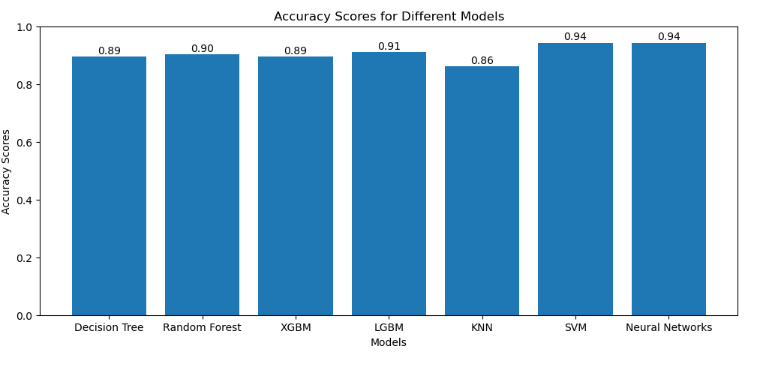 Accuracy Scores for Different Models
Accuracy Scores
1.0
0.8
0.6
0.4
0.2
0.0
0.89 0.90 0.89 0.91 0.86 0.94 0.94
Decision Tree Random Forest XGBM LGBM KNN SVM Neural Networks
Models